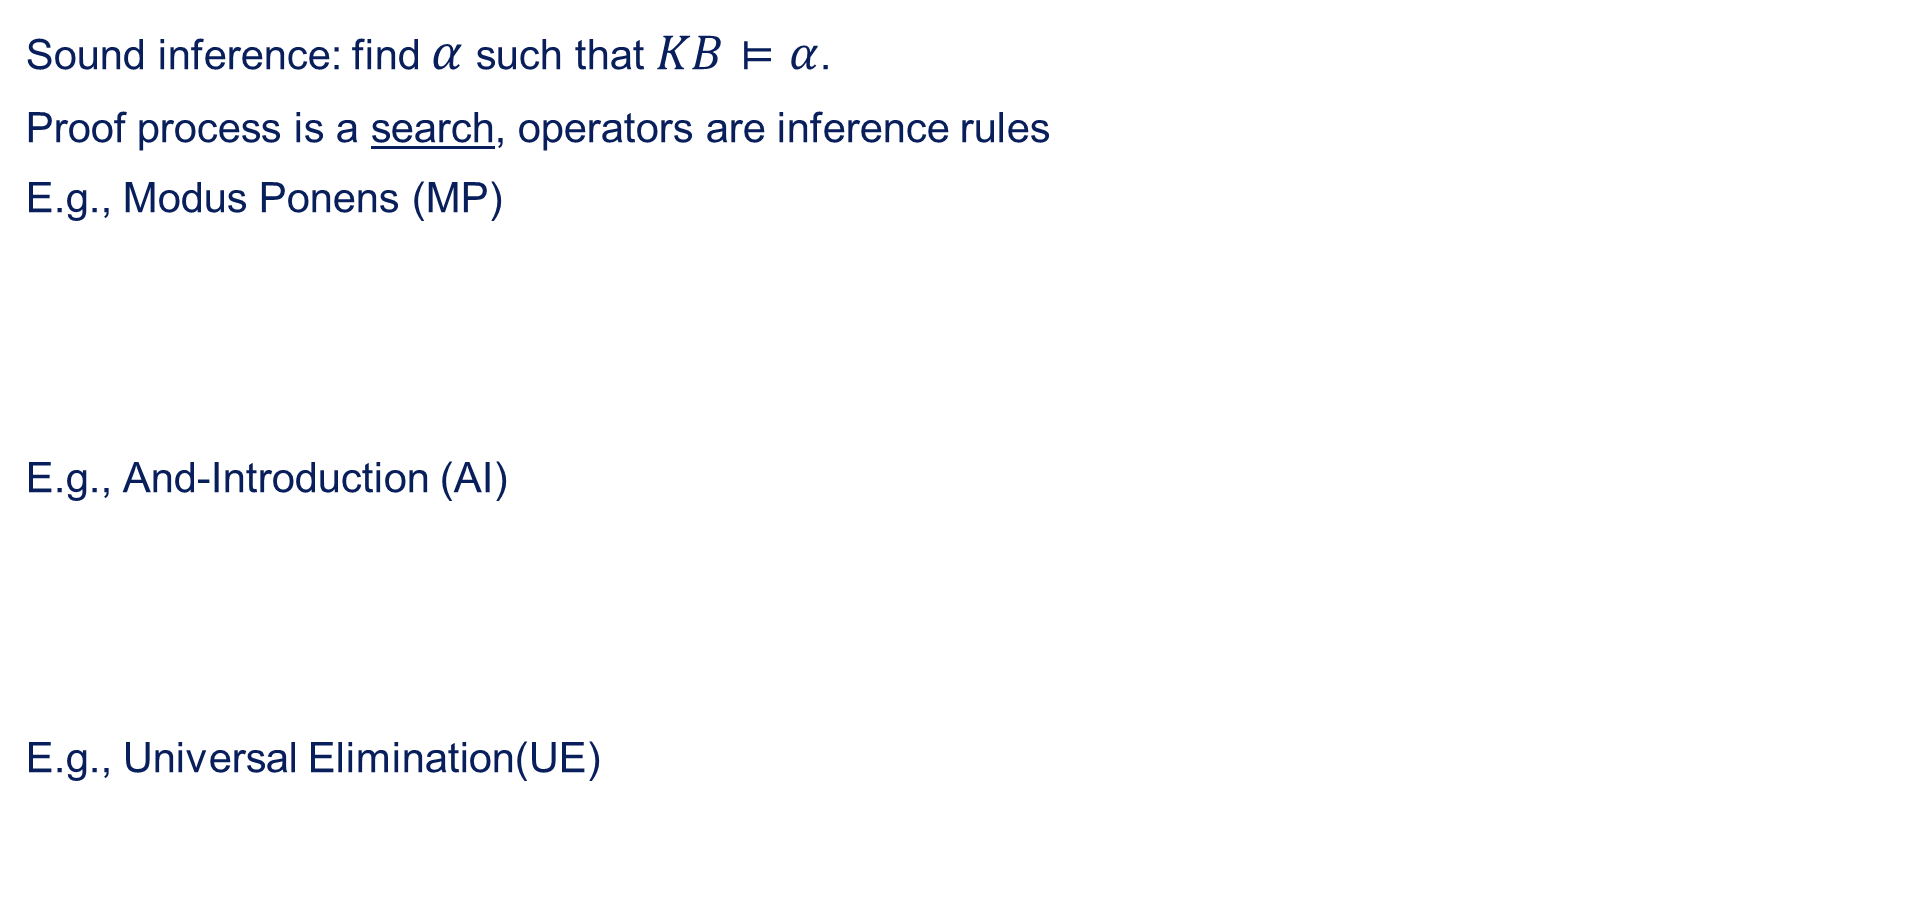 Sound inference: find α such that KB ⊨ α.
Proof process is a search, operators are inference rules
E.g., Modus Ponens (MP)
E.g., And-Introduction (AI)
E.g., Universal Elimination(UE)